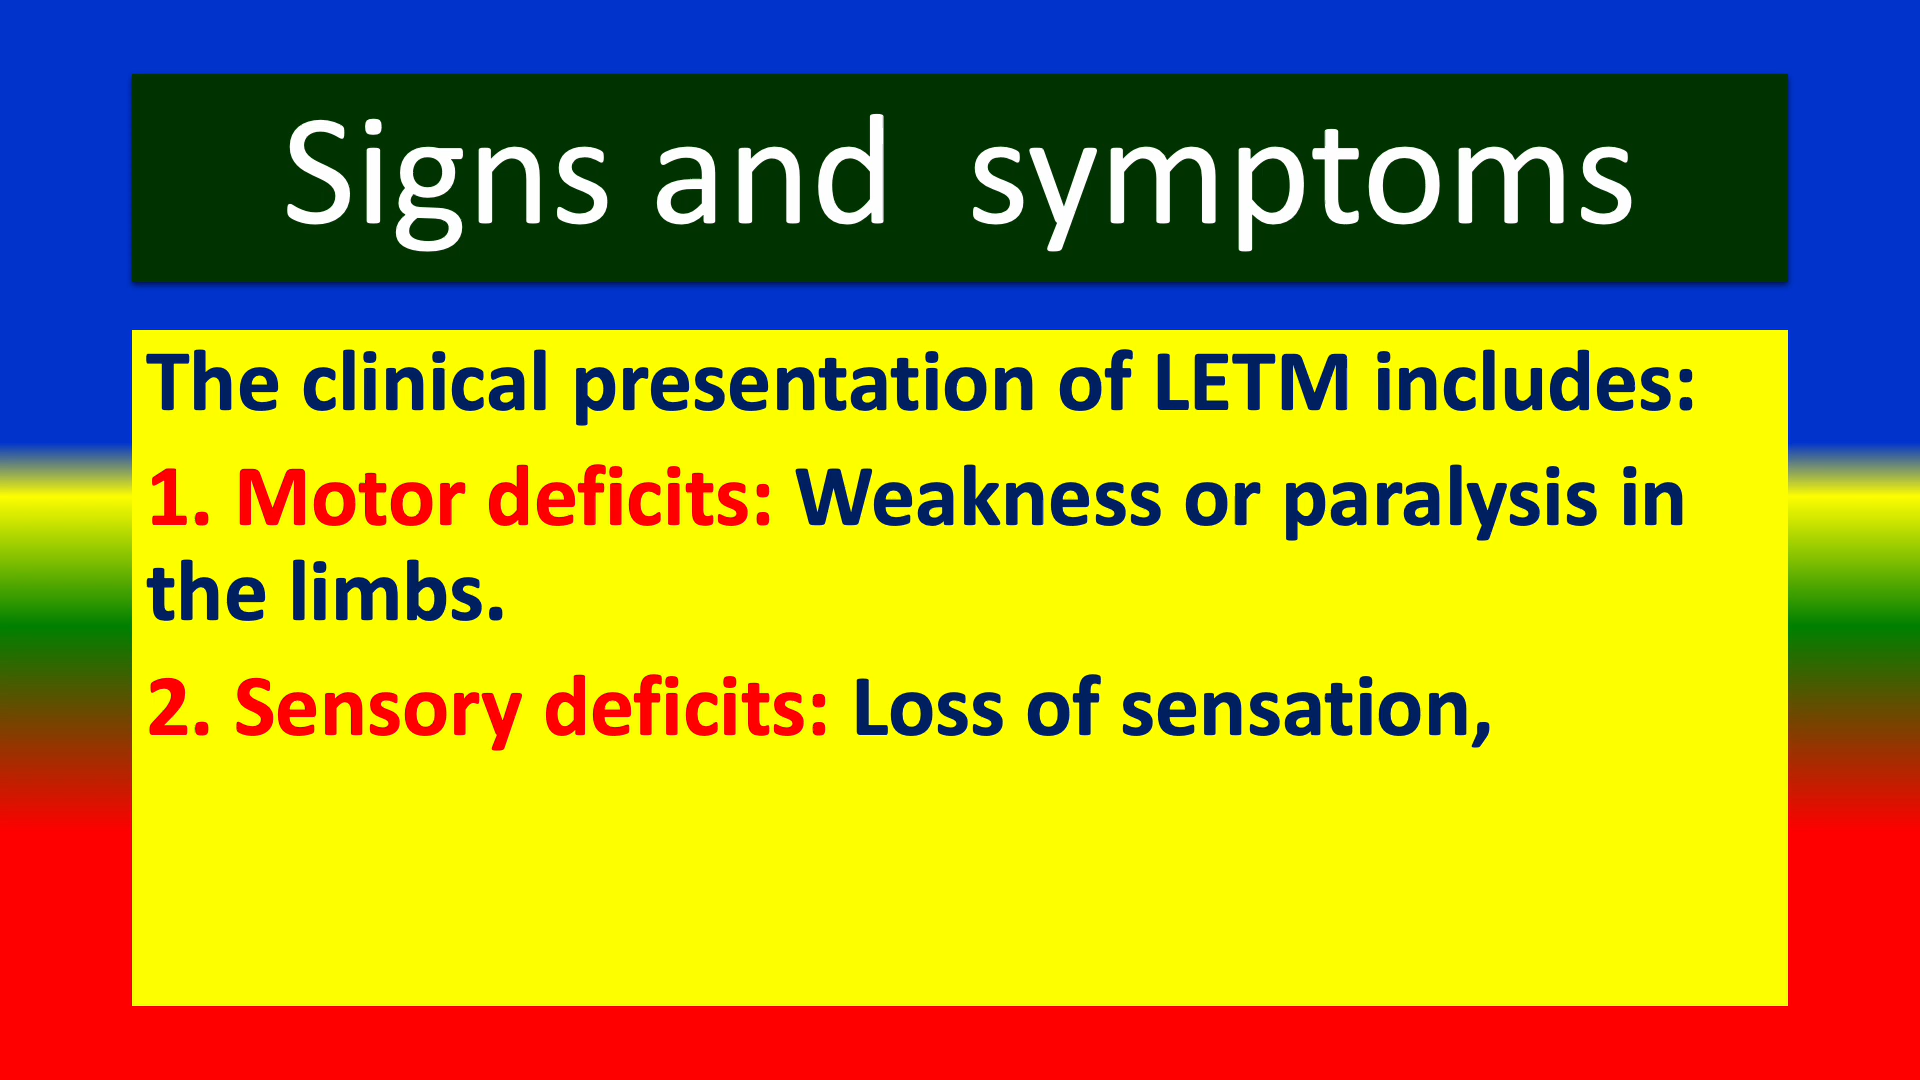 Signs and  symptoms
The clinical presentation of LETM includes:
1. Motor deficits: Weakness or paralysis in
the limbs.
2. Sensory deficits: Loss of sensation,